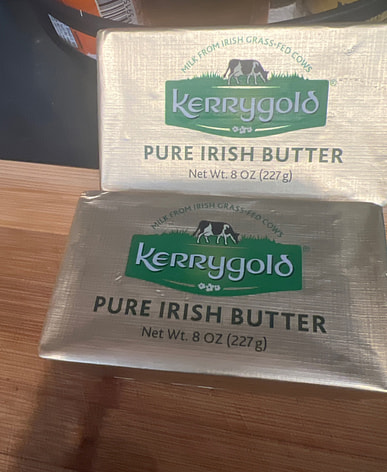 MILK FROM IRISH GRASS-FED COWS
Kerrygold
PURE IRISH BUTTER
Net Wt. 8 OZ (227g)
MILK FROM IRISH GRASS-FED COWS
Kerrygold
PURE IRISH BUTTER
Net Wt. 8 OZ (227g)